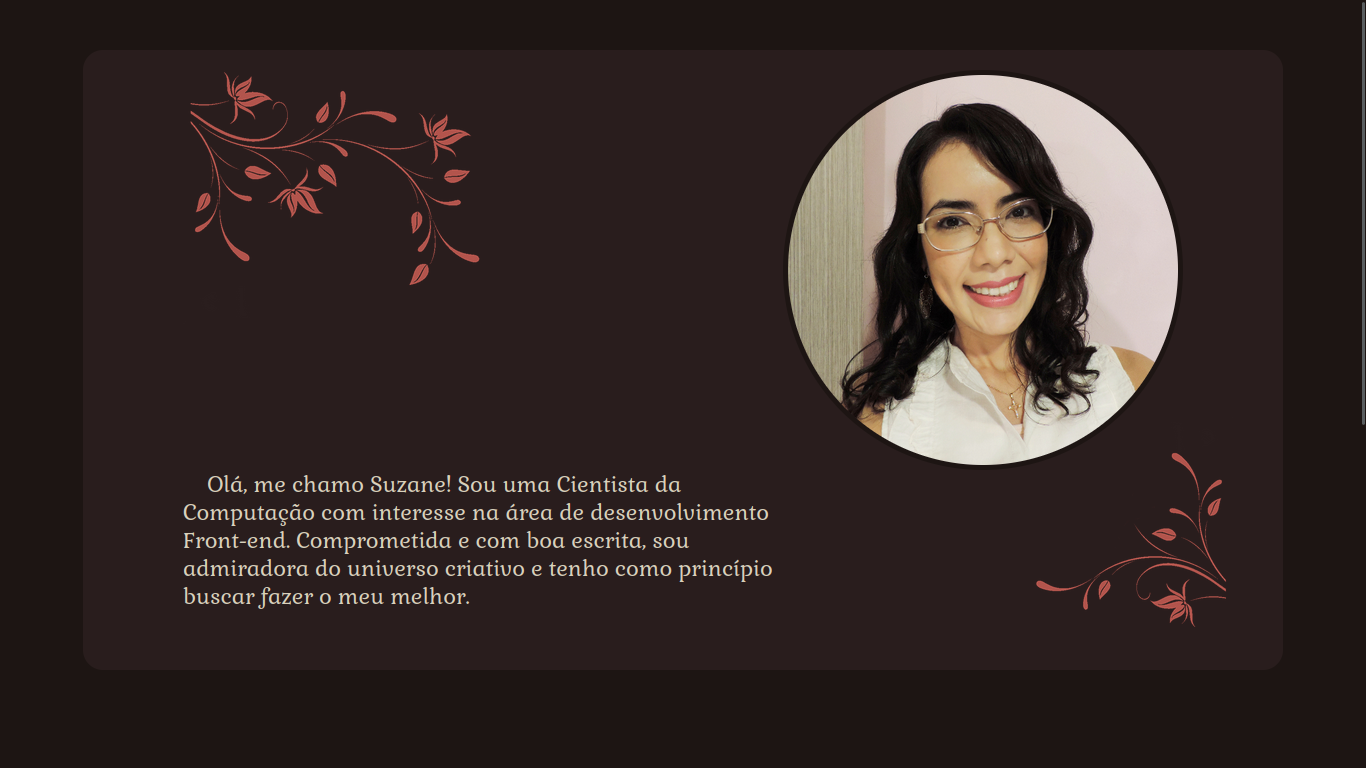 Olá, me chamo Suzane! Sou uma Cientista da
Computação com interesse na área de desenvolvimento
Front-end. Comprometida e com boa escrita, sou
admiradora do universo criativo e tenho como princípio
buscar fazer o meu melhor.